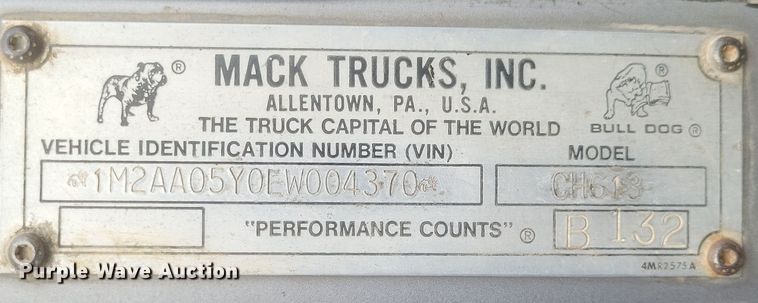 MACK TRUCKS, INC.
ALLENTOWN, PA., U.S.A.
THE TRUCK CAPITAL OF THE WORLD
BULL DOG ®
®
®
VEHICLE IDENTIFICATION NUMBER (VIN)
MODEL
1M2AA05Y0EW004370
CH613
"PERFORMANCE COUNTS" ®
B 132
4MR2575A
Purple Wave Auction